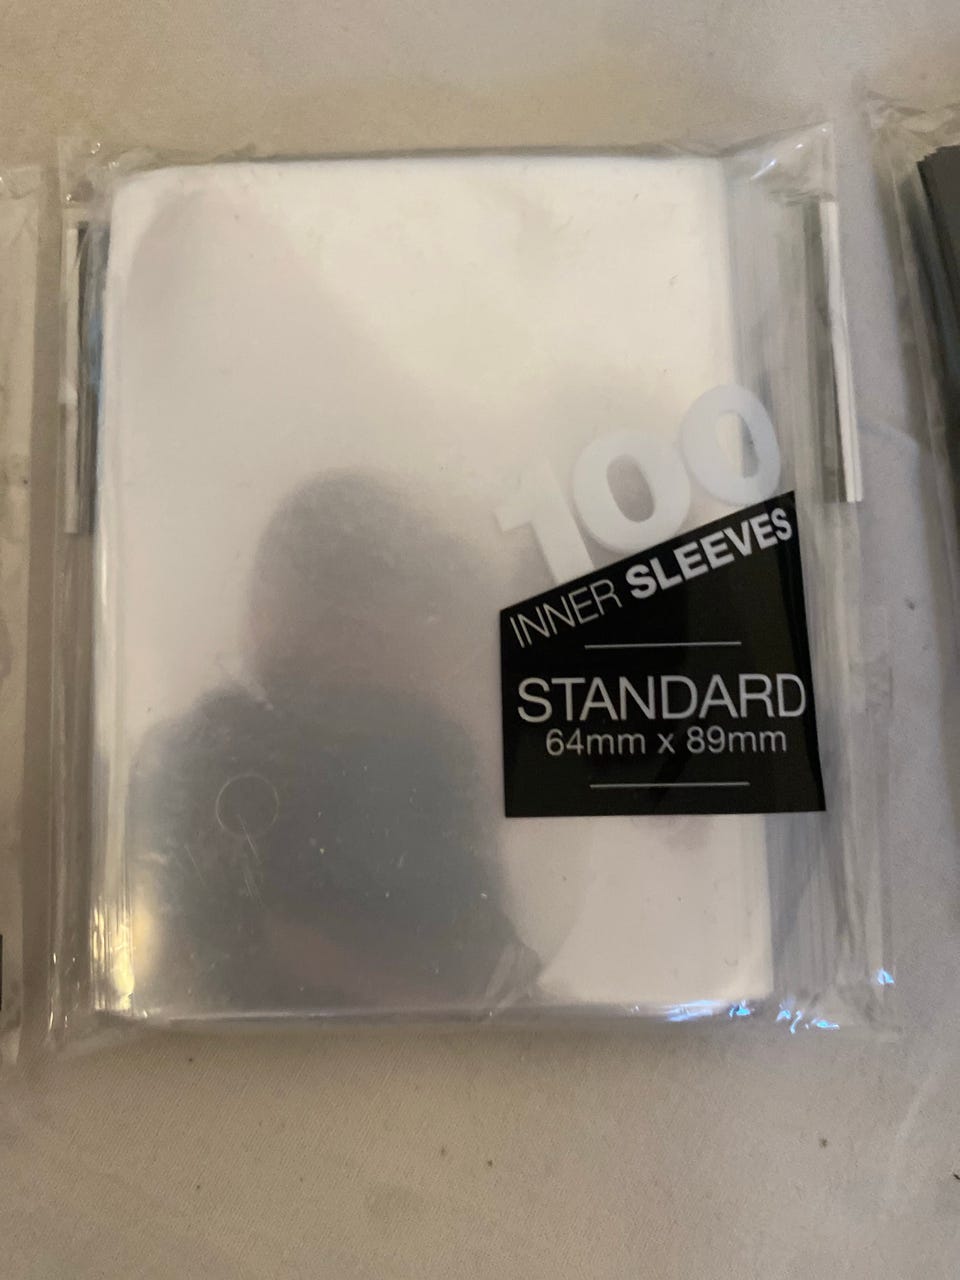 100
INNER SLEEVES
STANDARD
64mm x 89mm